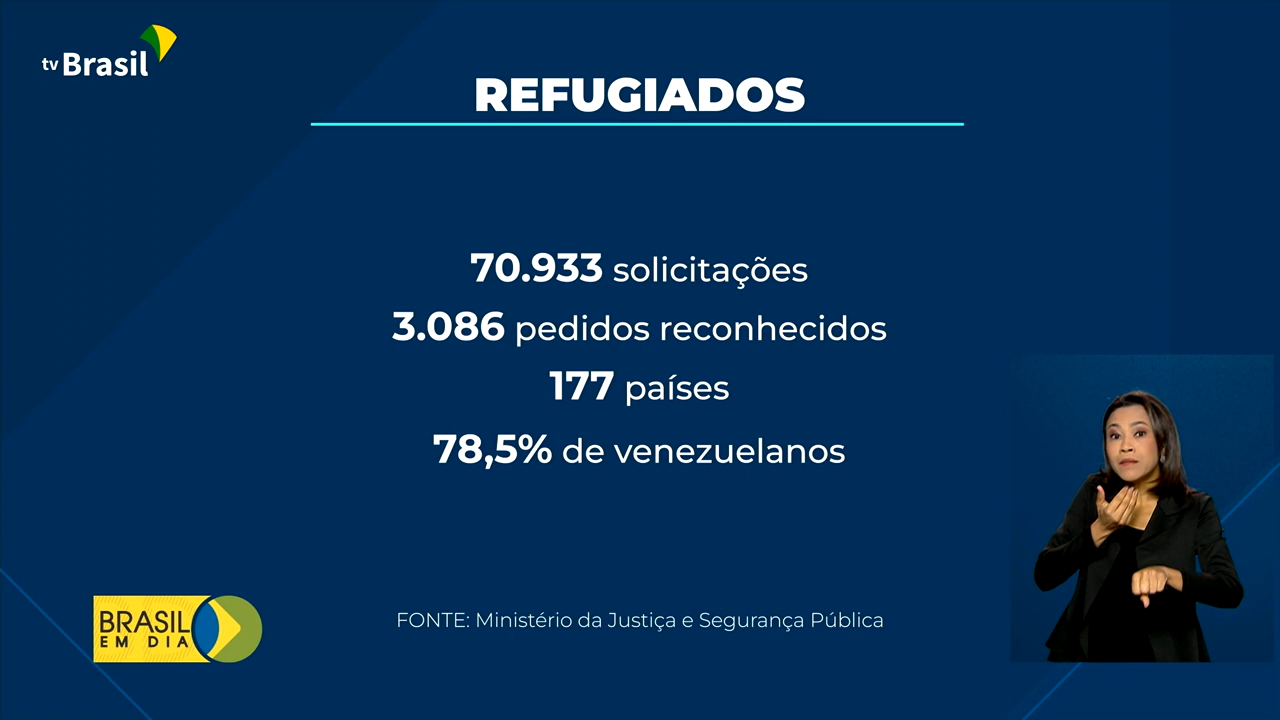 tv Brasil
REFUGIADOS
70.933 solicitações
3.086 pedidos reconhecidos
177 países
78,5% de venezuelanos
BRASIL
EM DIA
FONTE: Ministério da Justiça e Segurança Pública